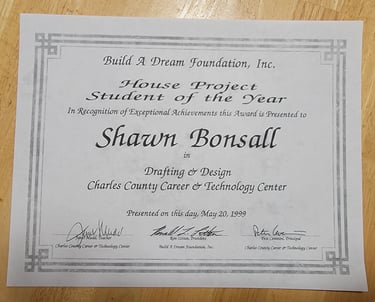 Build A Dream Foundation, Inc.
House Project
Student of the Year
In Recognition of Exceptional Achievements this Award is Presented to
Shawn Bonsall
in
Drafting & Design
Charles County Career & Technology Center
Presented on this day, May 20, 1999
Teacher
Ron Litten, President
Principal
Charles County Career & Technology Center
Build A Dream Foundation, Inc.
Charles County Career & Technology Center